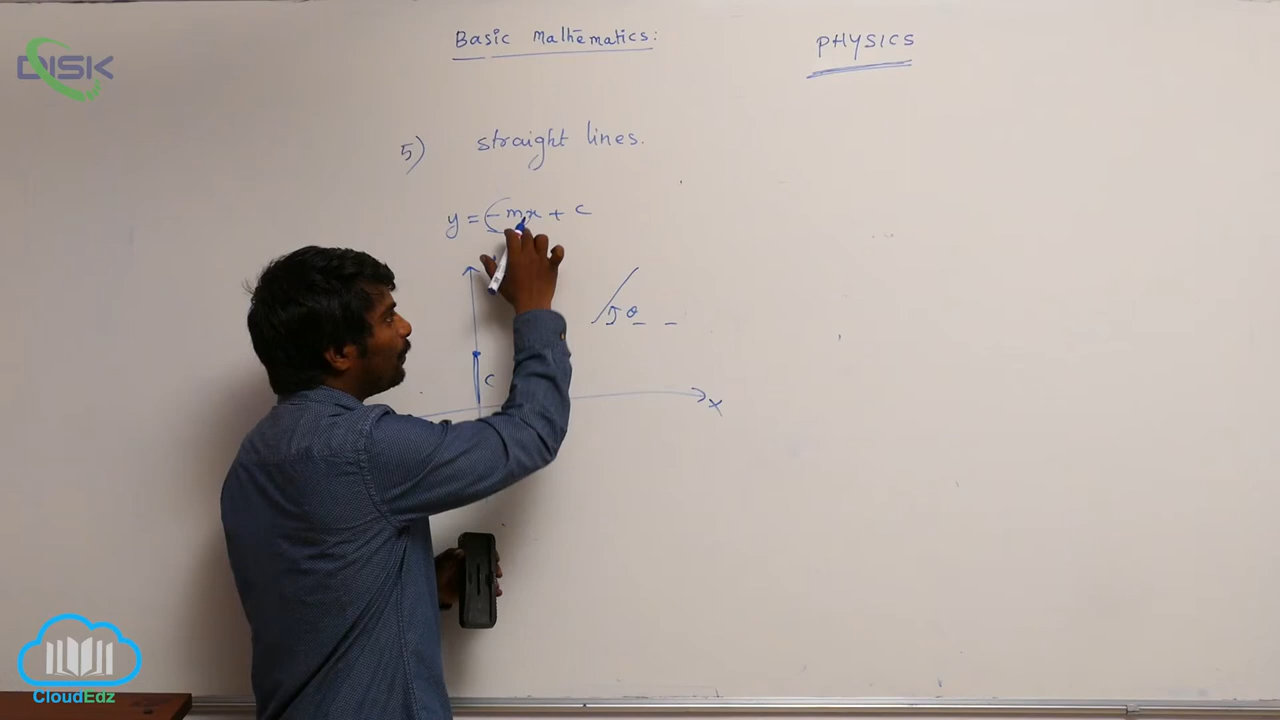 DISK
Basic Mathematics:
PHYSICS
5) straight lines.
y = (-mx + c
θ
c
x
CloudEdz